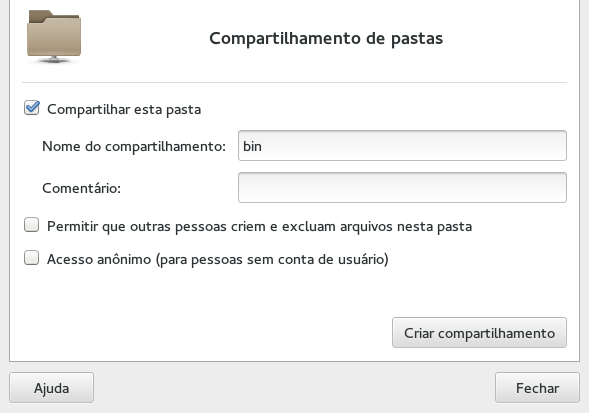 Compartilhamento de pastas
Compartilhar esta pasta
Nome do compartilhamento: bin
Comentário:
Permitir que outras pessoas criem e excluam arquivos nesta pasta
Acesso anônimo (para pessoas sem conta de usuário)
Criar compartilhamento
Ajuda Fechar